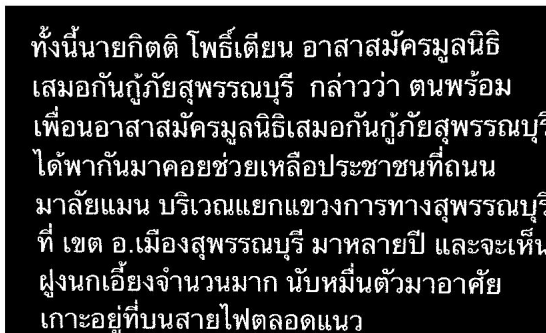 ทั้งนี้นายกิตติ โพธิ์เตียน อาสาสมัครมูลนิธิ
เสมอกันกู้ภัยสุพรรณบุรี กล่าวว่า ตนพร้อม
เพื่อนอาสาสมัครมูลนิธิเสมอกันกู้ภัยสุพรรณบุรี
ได้พากันมาคอยช่วยเหลือประชาชนที่ถนน
มาลัยแมน บริเวณแยกแขวงการทางสุพรรณบุรี
ที่ เขต อ.เมืองสุพรรณบุรี มาหลายปี และจะเห็น
ฝูงนกเอี้ยงจำนวนมาก นับหมื่นตัวมาอาศัย
เกาะอยู่ที่บนสายไฟตลอดแนว